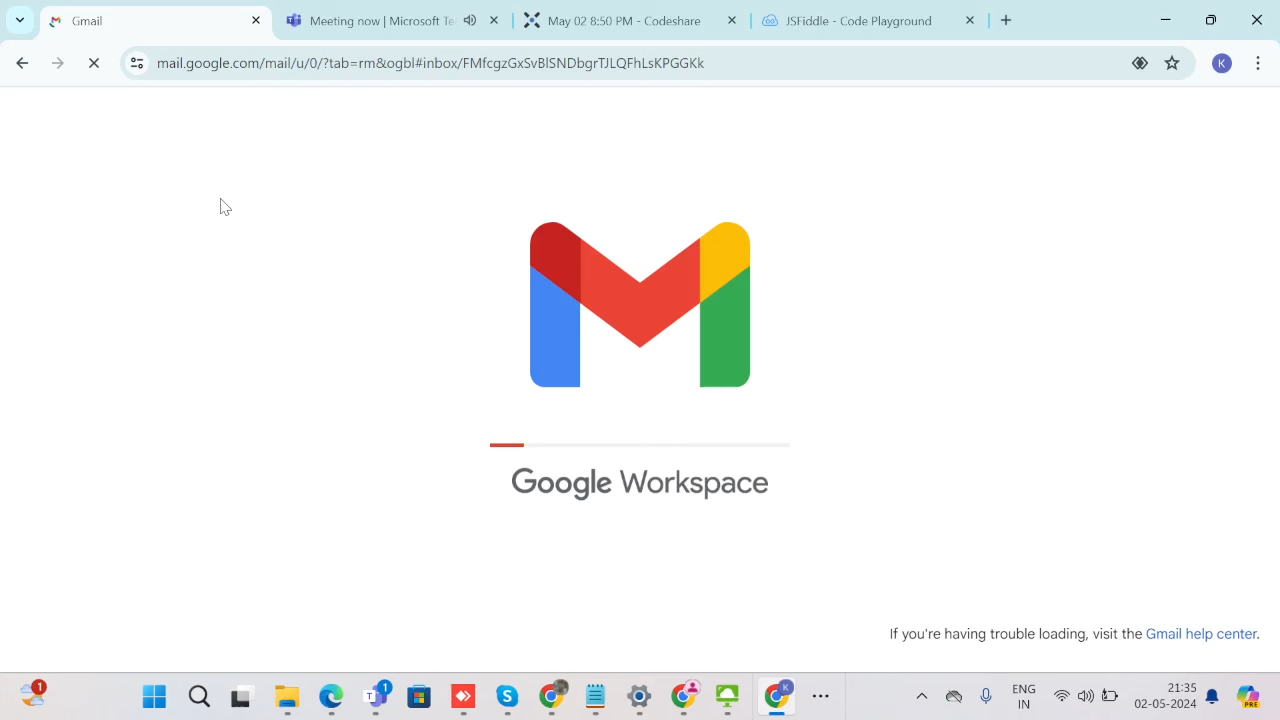 Gmail
Meeting now | Microsoft Te
May 02 8:50 PM - Codeshare
JSFiddle - Code Playground
mail.google.com/mail/u/0/?tab=rm&ogbl#inbox/FMfcgzGxSvBlSNDbgrTJLQFhLsKPGGKk
K
Google Workspace
If you're having trouble loading, visit the Gmail help center.
1
T 1
S
K
ENG
IN
21:35
02-05-2024
PRE